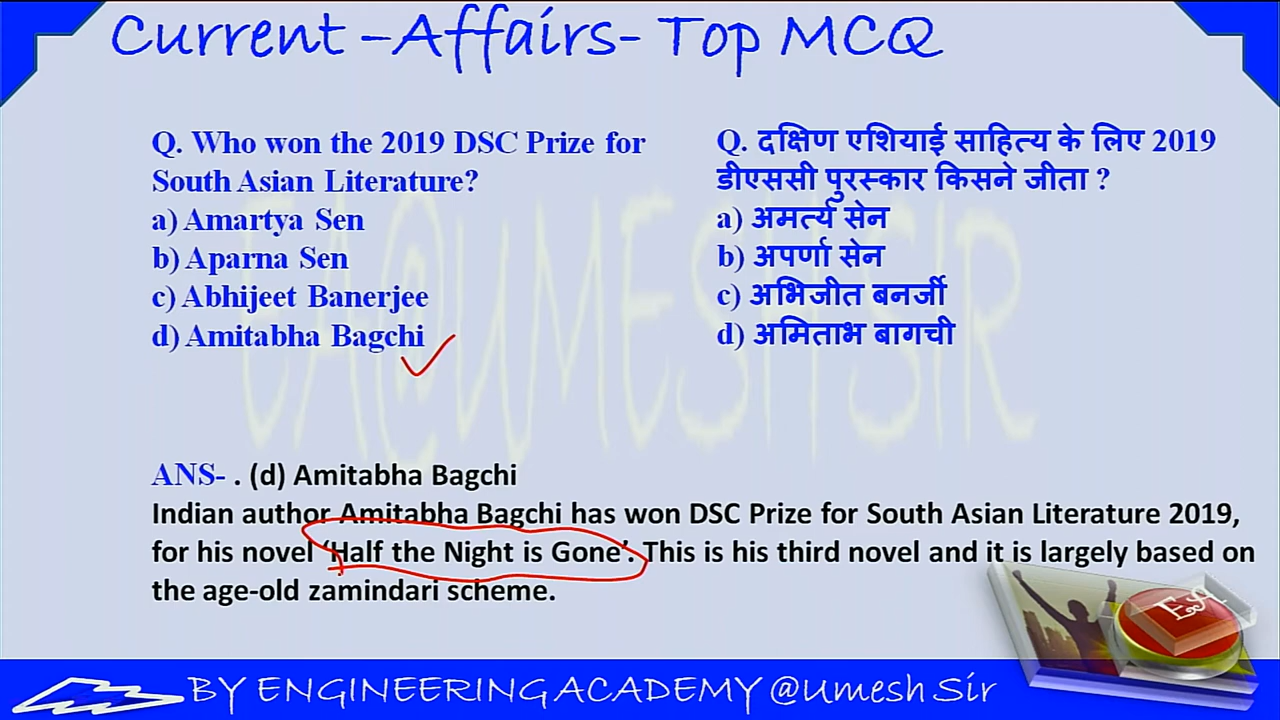 Current -Affairs- Top MCQ
Q. Who won the 2019 DSC Prize for
South Asian Literature?
a) Amartya Sen
b) Aparna Sen
c) Abhijeet Banerjee
d) Amitabha Bagchi
Q. दक्षिण एशियाई साहित्य के लिए 2019
डीएससी पुरस्कार किसने जीता ?
a) अमर्त्य सेन
b) अपर्णा सेन
c) अभिजीत बनर्जी
d) अमिताभ बागची
EA@UMESH SIR
ANS- . (d) Amitabha Bagchi
Indian author Amitabha Bagchi has won DSC Prize for South Asian Literature 2019,
for his novel ‘Half the Night is Gone’. This is his third novel and it is largely based on
the age-old zamindari scheme.
EA
BY ENGINEERING ACADEMY @Umesh Sir